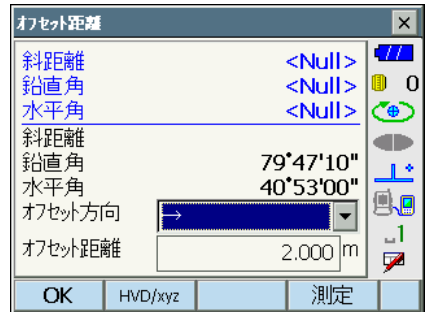 オフセット距離
斜距離 <Null>
鉛直角 <Null>
水平角 <Null>
0
斜距離
鉛直角 79°47'10"
水平角 40°53'00"
オフセット方向 →
オフセット距離 2.000 m
1
OK HVD/xyz 測定